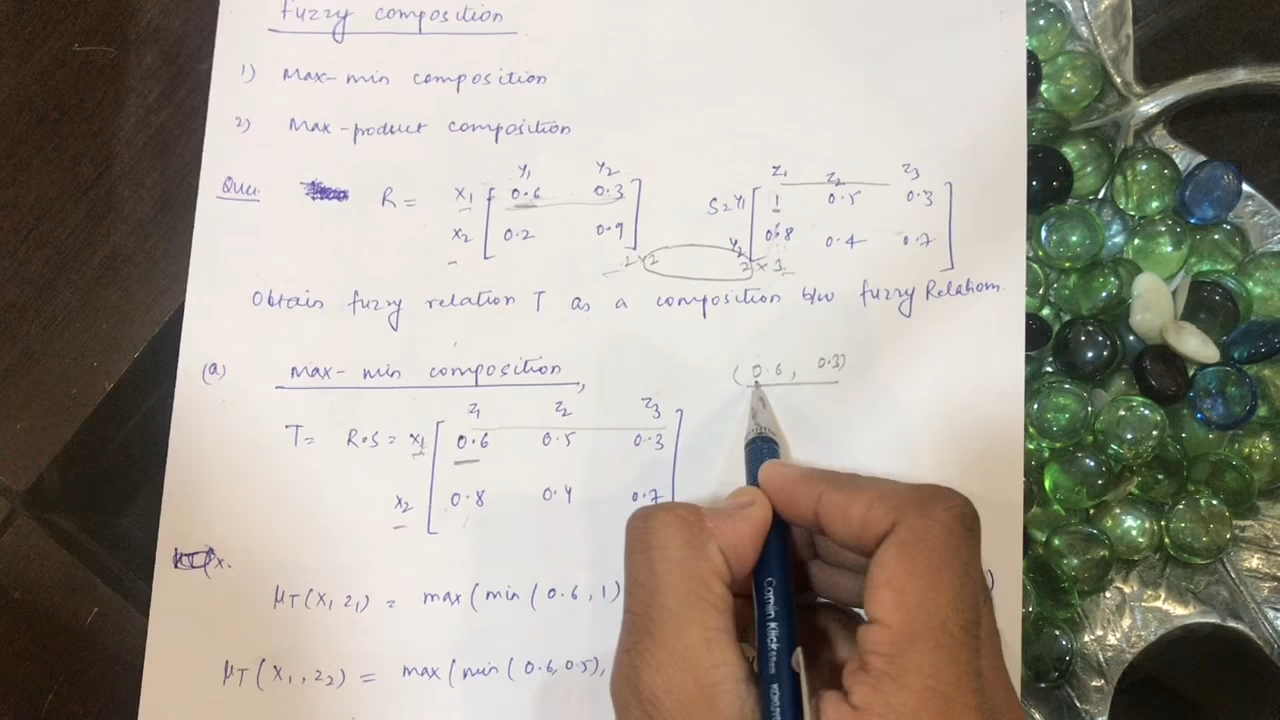 Fuzzy composition
1) Max-min composition
2) Max-product composition
y1 y2
z1 z2 z3
Que. R = x1 0.6 0.3 S = y1 1 0.5 0.3
x2 0.2 0.9 y2 0.8 0.4 0.7
2×2 2×3
Obtain fuzzy relation T as a composition b/w fuzzy Relations.
(a) Max-min composition, (0.6, 0.3)
z1 z2 z3
T = R∘S = x1 0.6 0.5 0.3
x2 0.8 0.4 0.7
μT(x1 z1) = max(min(0.6, 1) )
μT(x1, z2) = max(min(0.6, 0.5),
Camlin Klick
KOKUYO